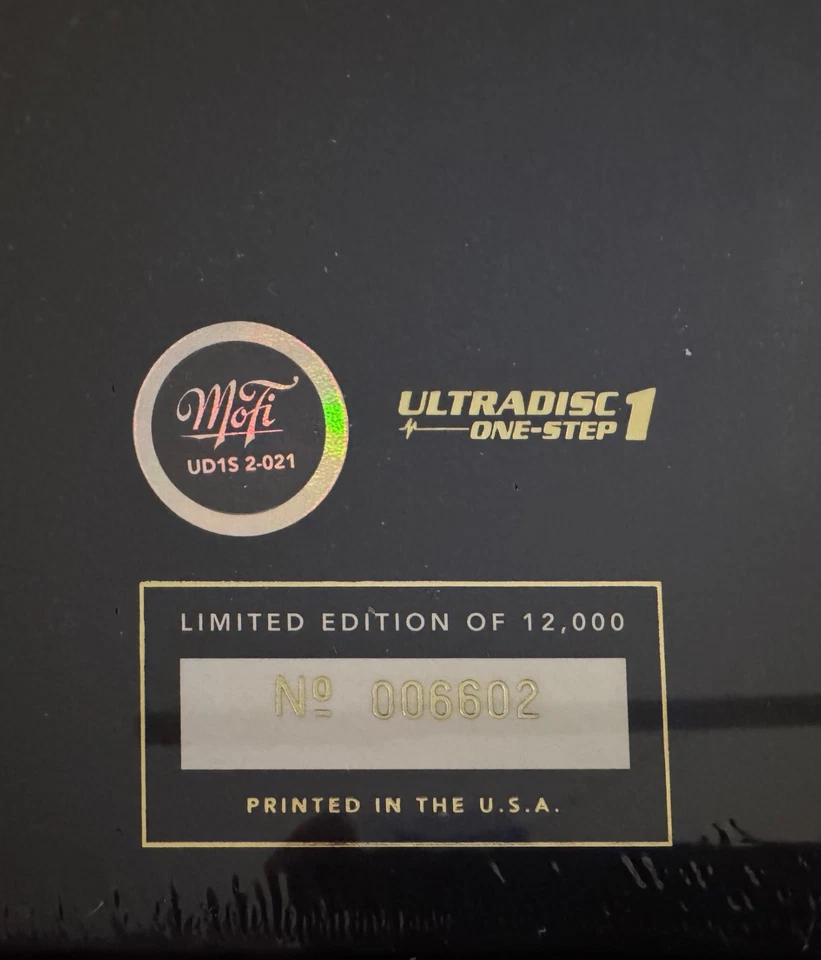 MoFi
UD1S 2-021
ULTRADISC 1
ONE-STEP
LIMITED EDITION OF 12,000
Nº 006602
PRINTED IN THE U.S.A.